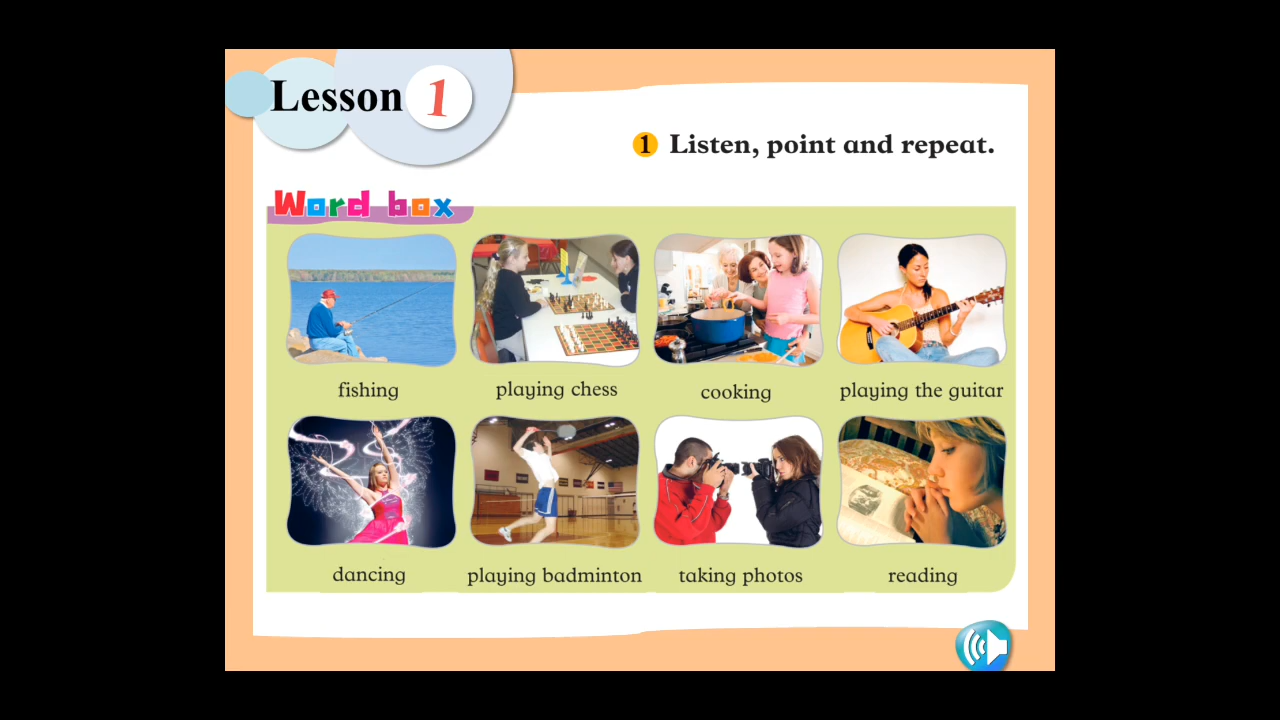 Lesson 1
1 Listen, point and repeat.
Word box
fishing
playing chess
cooking
playing the guitar
dancing
playing badminton
taking photos
reading